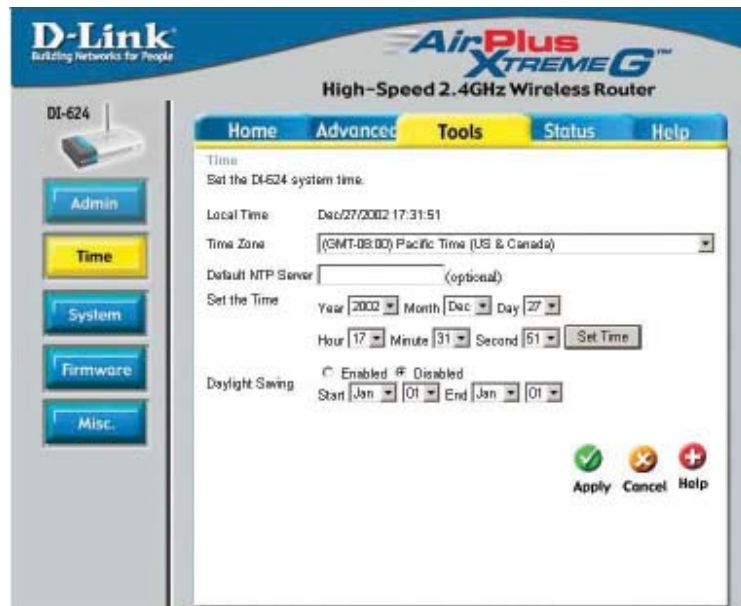 D-Link
Building Networks for People
AirPlus
XTREME G™
High-Speed 2.4GHz Wireless Router
DI-624
Home Advanced Tools Status Help
Admin
Time
System
Firmware
Misc.
Time
Set the DI-624 system time.
Local Time Dec/27/2002 17:31:51
Time Zone (GMT-08:00) Pacific Time (US & Canada)
Default NTP Server (optional)
Set the Time Year 2002 Month Dec Day 27
Hour 17 Minute 31 Second 51 Set Time
Daylight Saving Enabled Disabled
Start Jan 01 End Jan 01
Apply Cancel Help